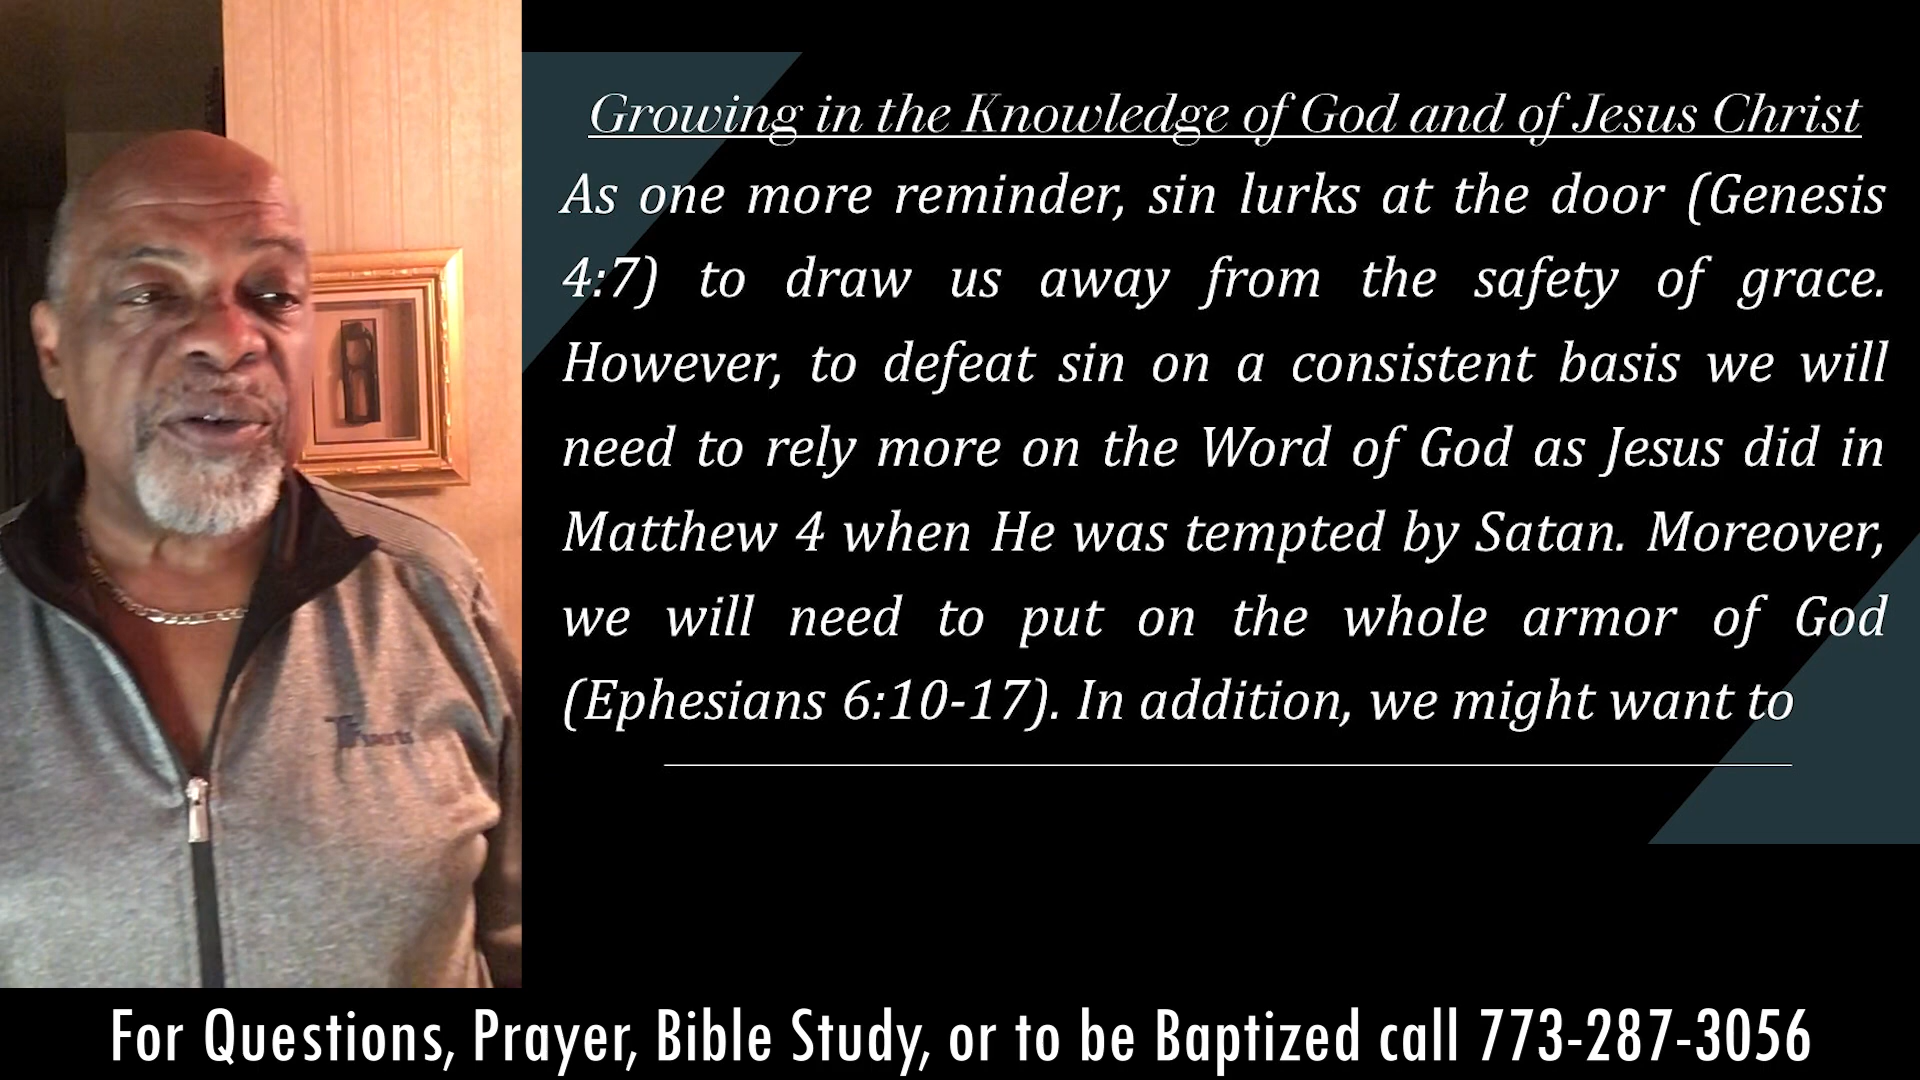 Growing in the Knowledge of God and of Jesus Christ
As one more reminder, sin lurks at the door (Genesis
4:7) to draw us away from the safety of grace.
However, to defeat sin on a consistent basis we will
need to rely more on the Word of God as Jesus did in
Matthew 4 when He was tempted by Satan. Moreover,
we will need to put on the whole armor of God
(Ephesians 6:10-17). In addition, we might want to
For Questions, Prayer, Bible Study, or to be Baptized call 773-287-3056